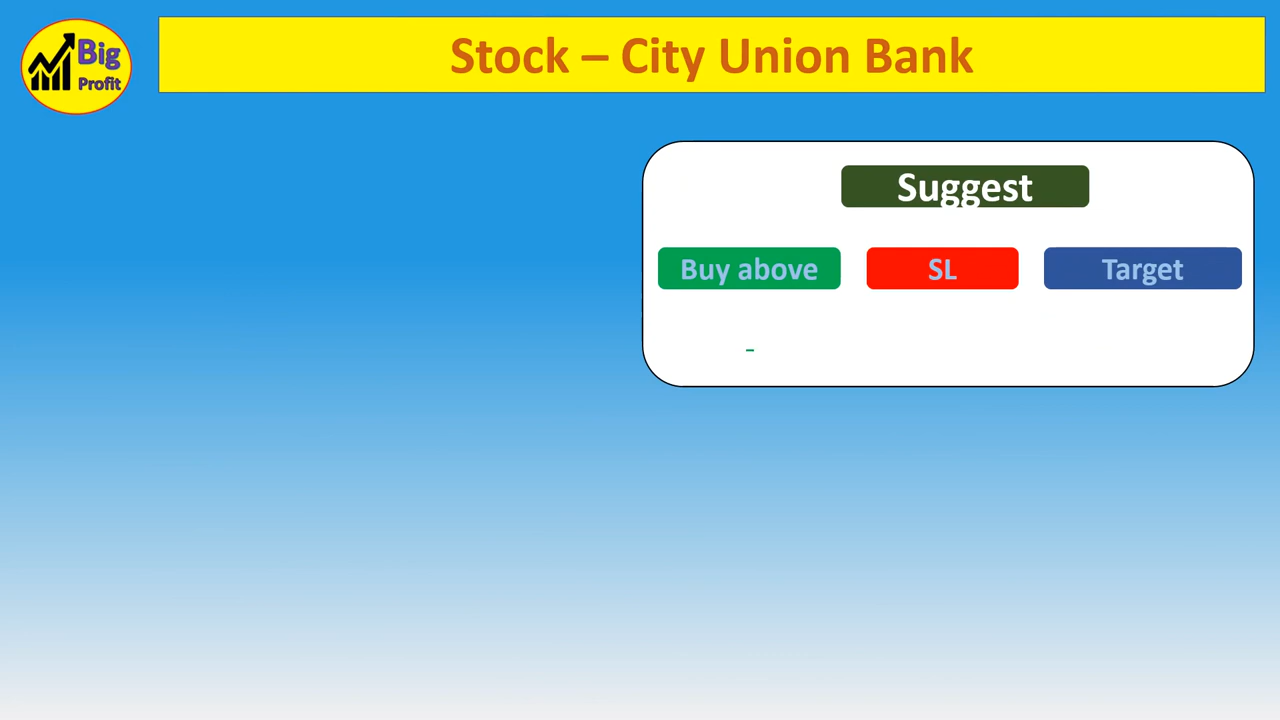 Big
Profit
Stock – City Union Bank
Suggest
Buy above
SL
Target
-